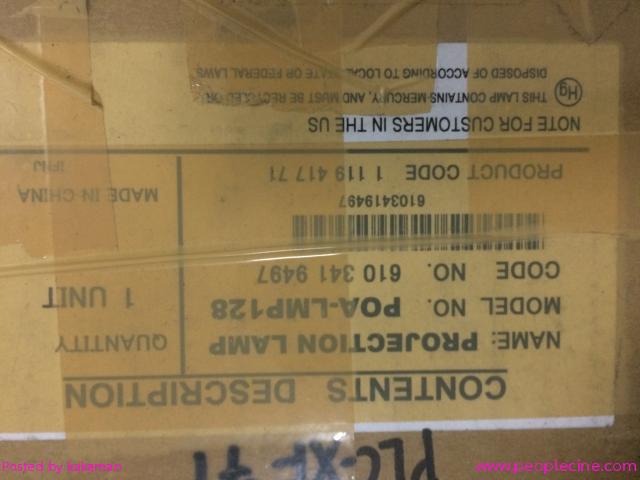 PLC-XF 71
CONTENTS DESCRIPTION
NAME: PROJECTION LAMP
QUANTITY
MODEL NO. POA-LMP128
1 UNIT
CODE NO. 610 341 9497
6103419497
MADE IN CHINA
PRODUCT CODE 1 119 417 71
NOTE FOR CUSTOMERS IN THE US
Hg
THIS LAMP CONTAINS MERCURY, AND MUST BE RECYCLED OR
DISPOSED OF ACCORDING TO LOCAL, STATE OR FEDERAL LAWS
Posted by kakeman
www.peoplecine.com